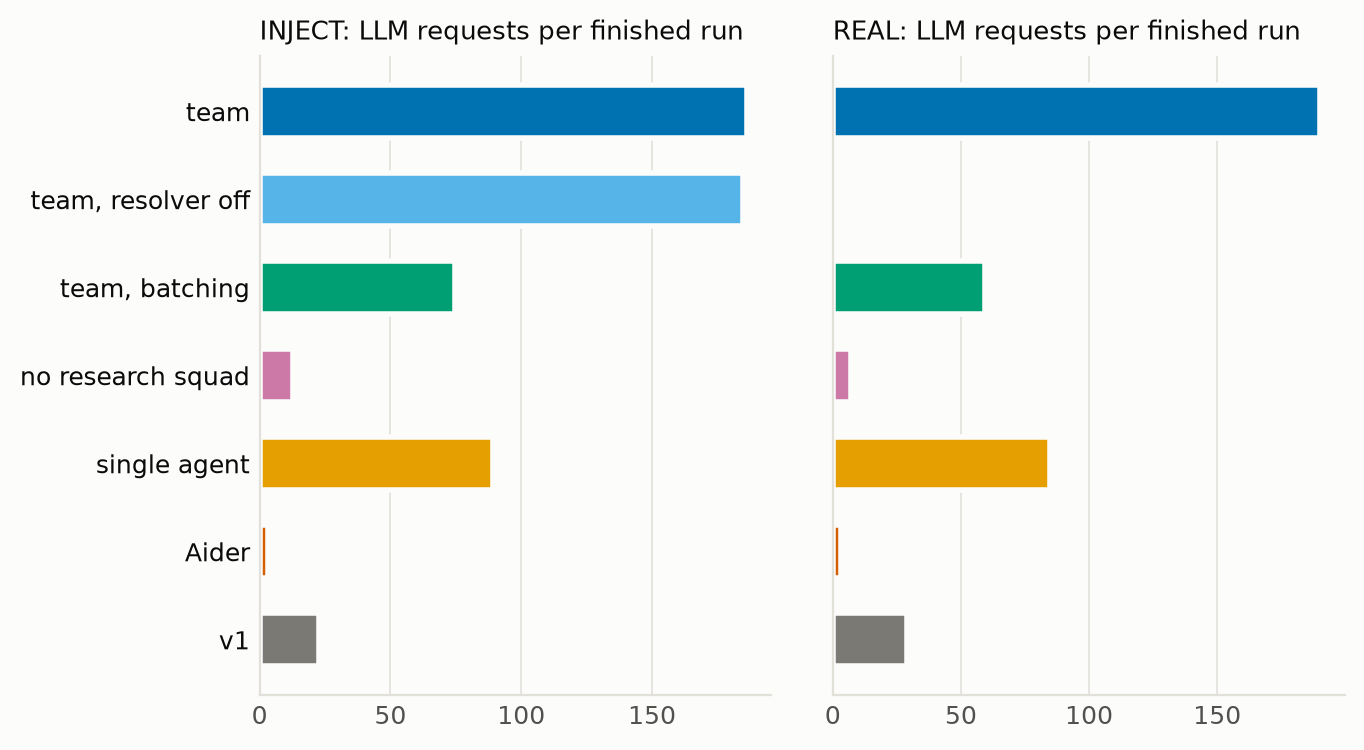 INJECT: LLM requests per finished run
REAL: LLM requests per finished run
team
team, resolver off
team, batching
no research squad
single agent
Aider
v1
0 50 100 150
0 50 100 150